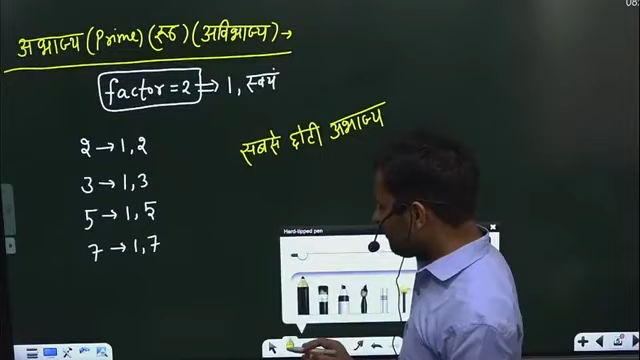 अभाज्य (Prime) (रूढ) (अविभाज्य) →
factor = 2 ⇒ 1, स्वयं
2 → 1, 2
3 → 1, 3
5 → 1, 5
7 → 1, 7
सबसे छोटी अभाज्य
Hard-tipped pen